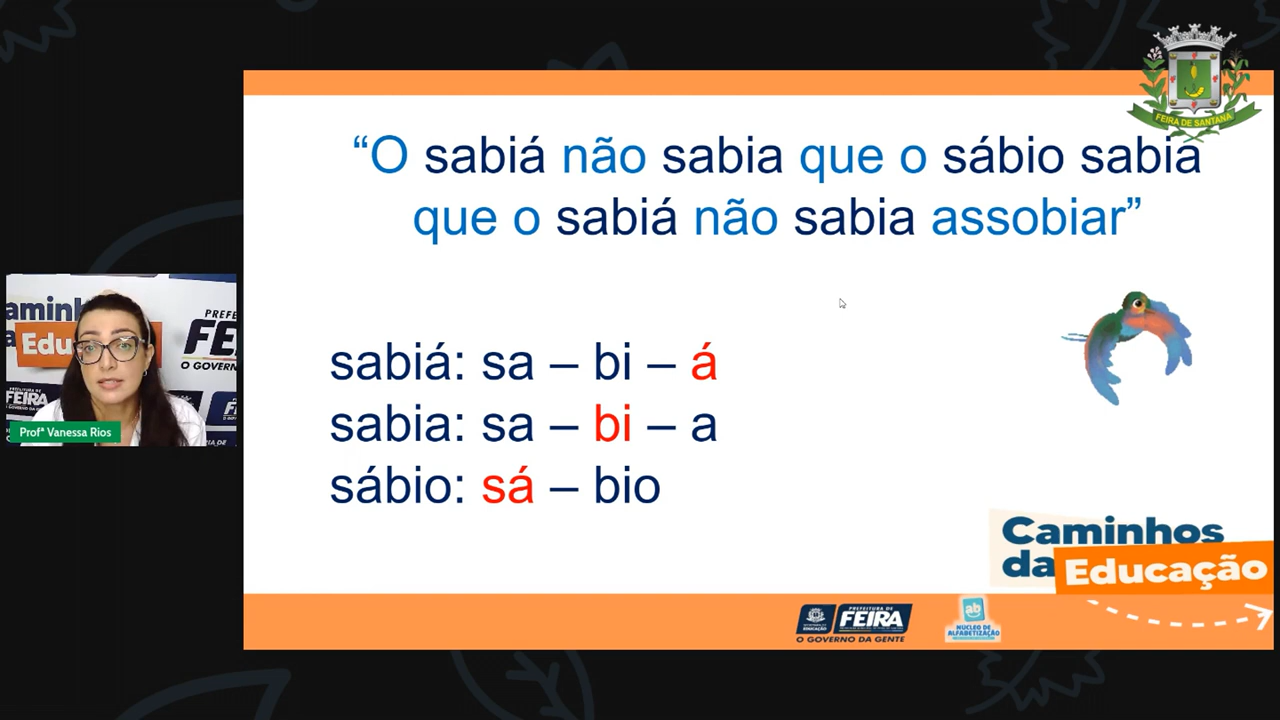 FEIRA DE SANTANA
“O sabiá não sabia que o sábio sabia
que o sabiá não sabia assobiar”
sabiá: sa – bi – á
sabia: sa – bi – a
sábio: sá – bio
Profª Vanessa Rios
Caminhos
da Educação
PREFEITURA DE
FEIRA
O GOVERNO DA GENTE
ab
NÚCLEO DE
ALFABETIZAÇÃO